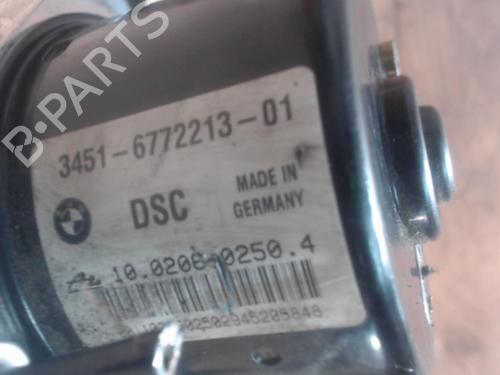 B-PARTS
3451-6772213-01
DSC
MADE IN
GERMANY
10.0206-0250.4